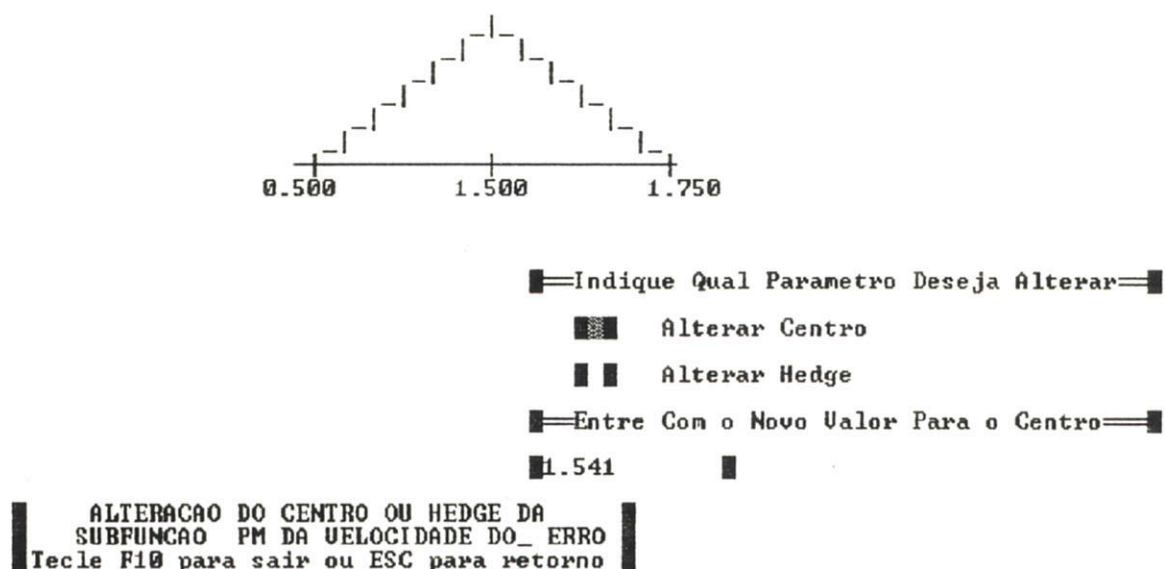 0.500 1.500 1.750
Indique Qual Parametro Deseja Alterar
Alterar Centro
Alterar Hedge
Entre Com o Novo Valor Para o Centro
1.541
ALTERACAO DO CENTRO OU HEDGE DA
SUBFUNCAO PM DA VELOCIDADE DO_ ERRO
Tecle F10 para sair ou ESC para retorno